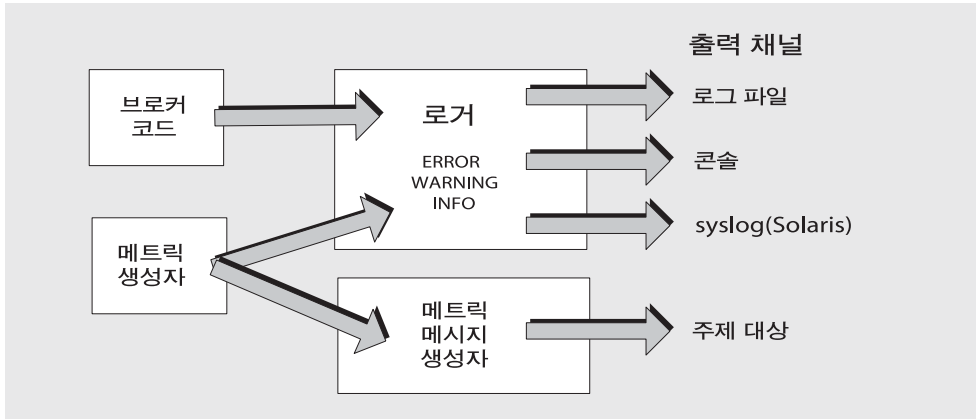 출력 채널
브로커
코드
로거
ERROR
WARNING
INFO
로그 파일
콘솔
syslog(Solaris)
메트릭
생성자
메트릭
메시지
생성자
주제 대상